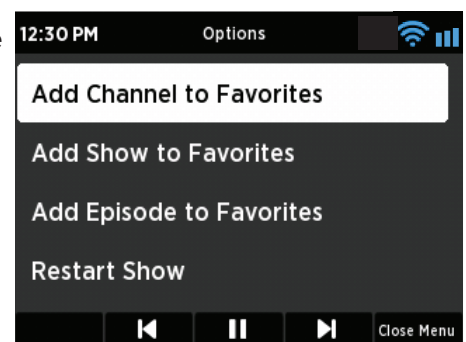 12:30 PM Options
Add Channel to Favorites
Add Show to Favorites
Add Episode to Favorites
Restart Show
Close Menu